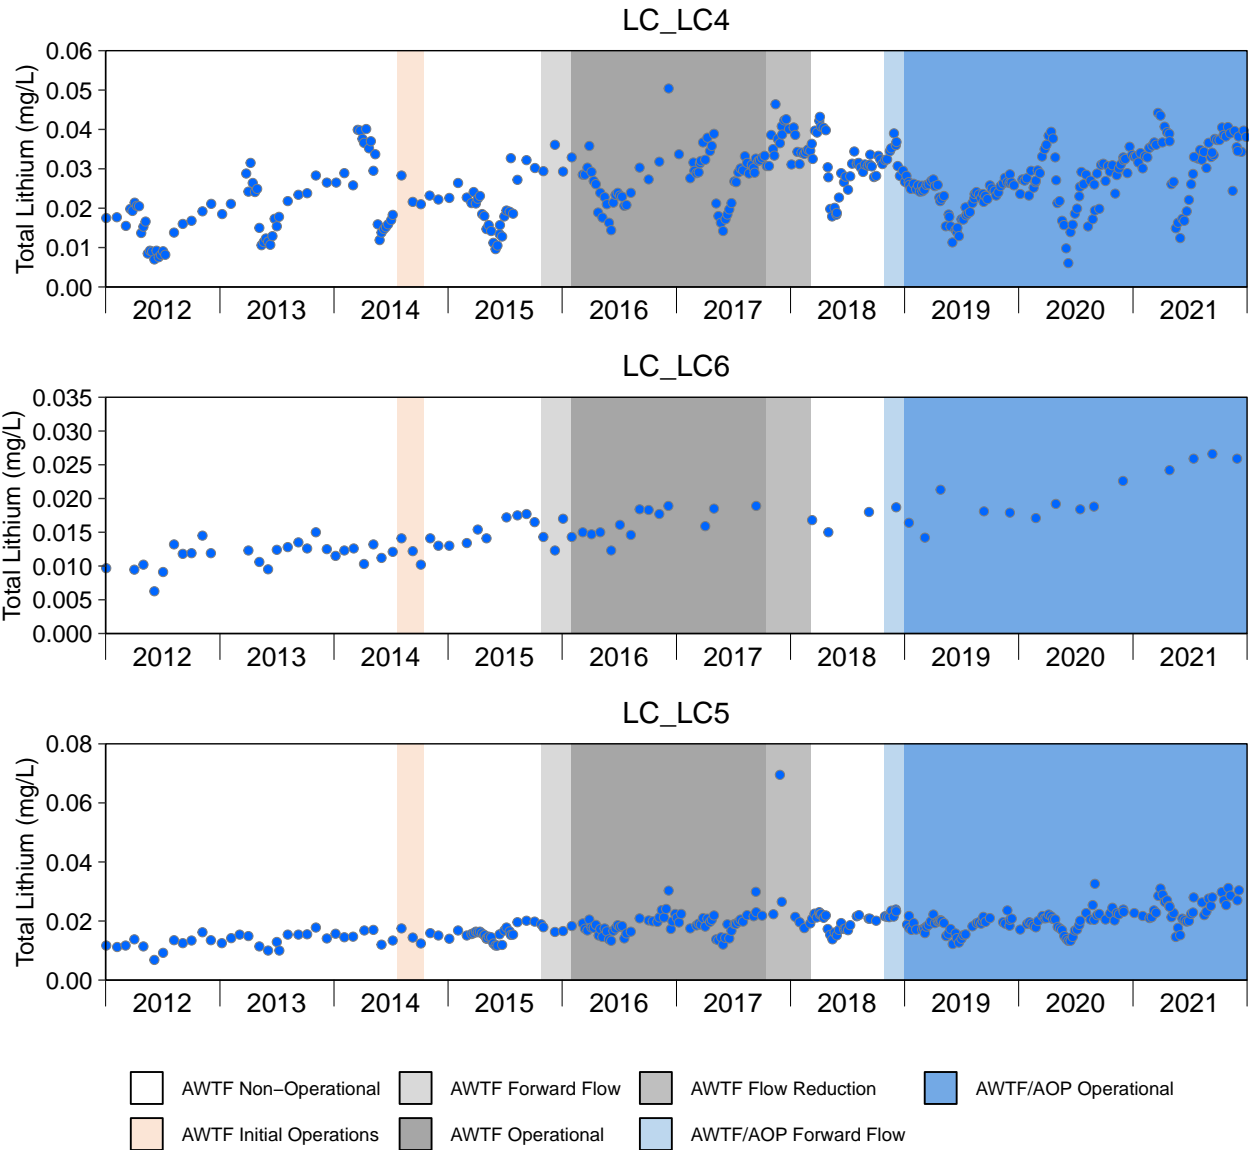 LC_LC4
Total Lithium (mg/L)
0.06
0.05
0.04
0.03
0.02
0.01
0.00
2012 2013 2014 2015 2016 2017 2018 2019 2020 2021
LC_LC6
Total Lithium (mg/L)
0.035
0.030
0.025
0.020
0.015
0.010
0.005
0.000
2012 2013 2014 2015 2016 2017 2018 2019 2020 2021
LC_LC5
Total Lithium (mg/L)
0.08
0.06
0.04
0.02
0.00
2012 2013 2014 2015 2016 2017 2018 2019 2020 2021
AWTF Non−Operational AWTF Forward Flow AWTF Flow Reduction AWTF/AOP Operational
AWTF Initial Operations AWTF Operational AWTF/AOP Forward Flow